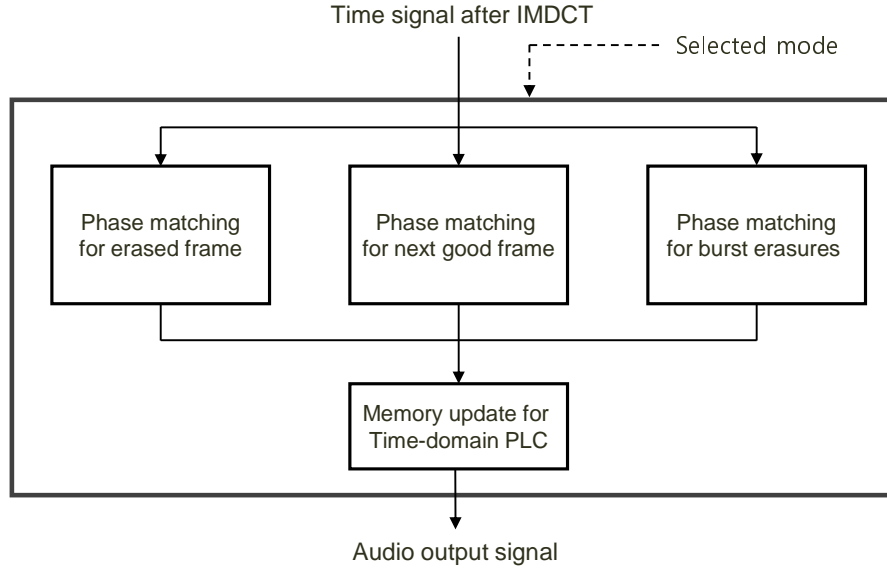 Time signal after IMDCT
Selected mode
Phase matching
for erased frame
Phase matching
for next good frame
Phase matching
for burst erasures
Memory update for
Time-domain PLC
Audio output signal